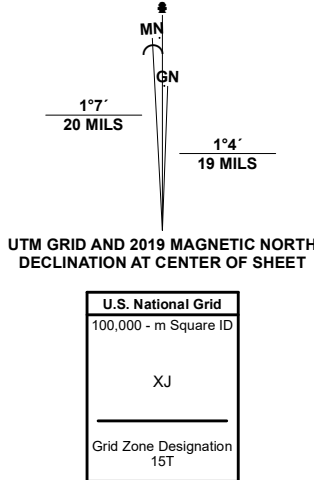 MN
GN
1°7´
20 MILS
1°4´
19 MILS
UTM GRID AND 2019 MAGNETIC NORTH
DECLINATION AT CENTER OF SHEET
U.S. National Grid
100,000 - m Square ID
XJ
Grid Zone Designation
15T